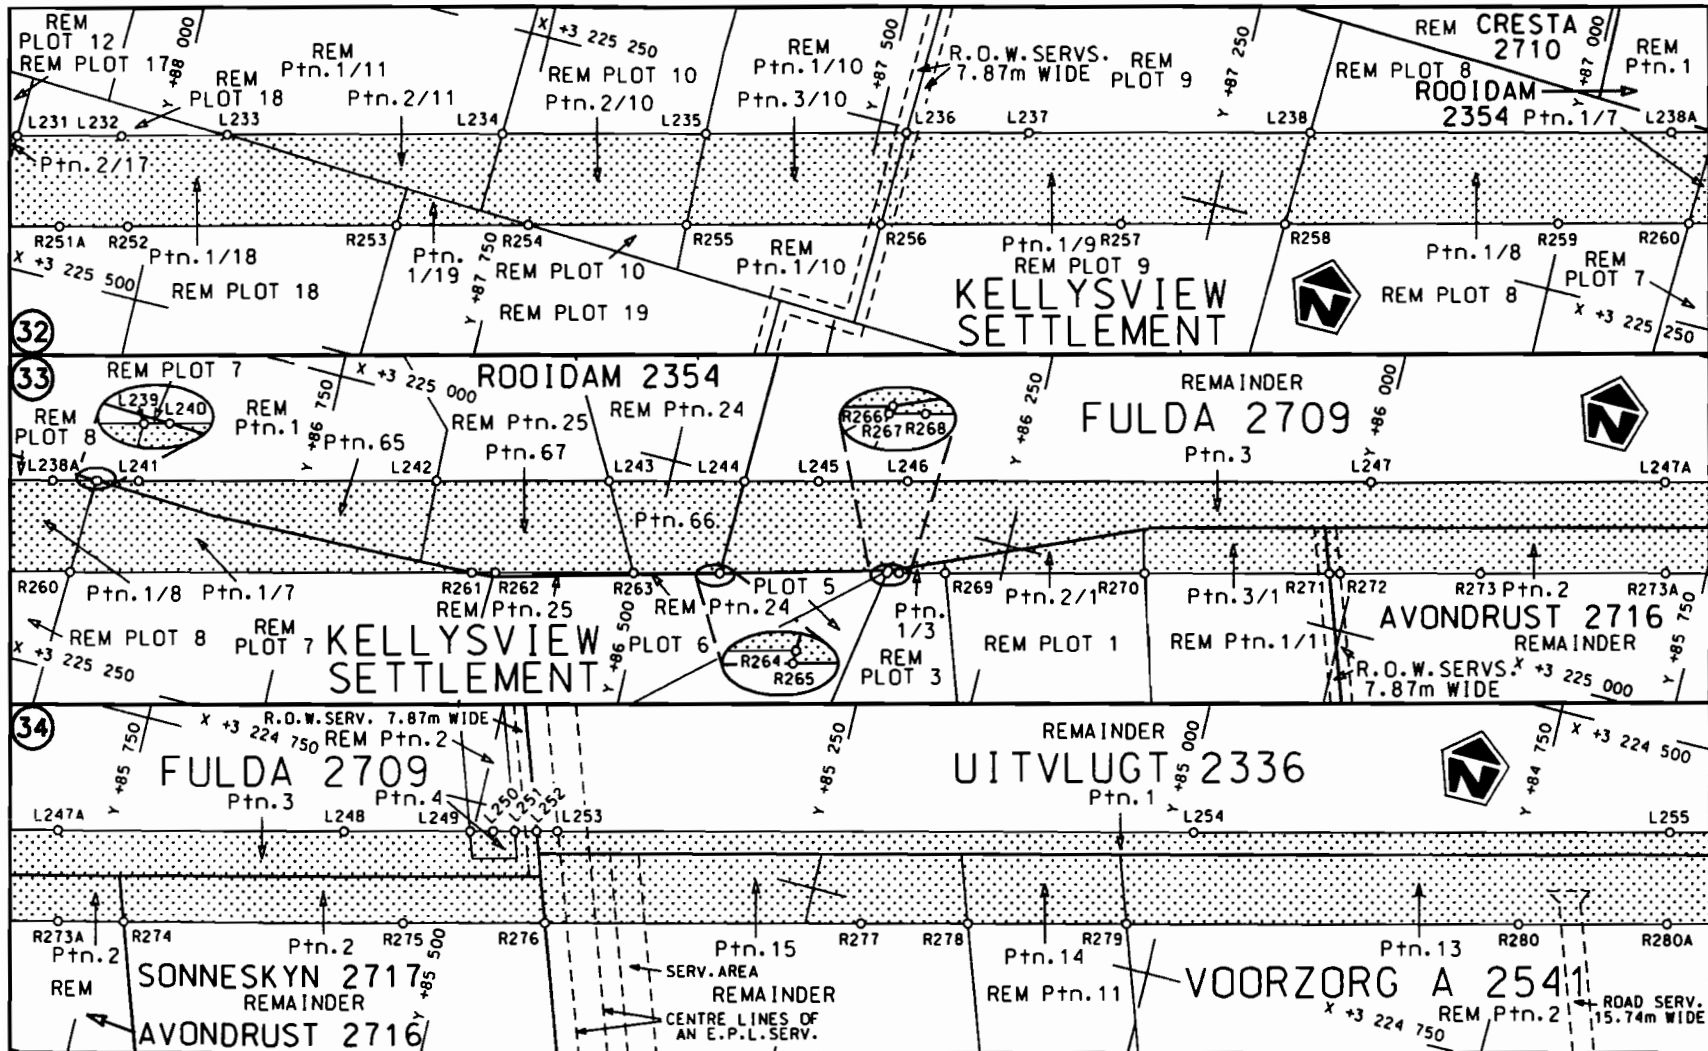 REM
PLOT 12
REM PLOT 17
Y +88 000
REM
PLOT 18
REM
Ptn.1/11
Ptn.2/11
X +3 225 250
REM PLOT 10
Ptn.2/10
REM
Ptn.1/10
Ptn.3/10
Y +87 500
R.O.W.SERVS.
7.87m WIDE
REM
PLOT 9
Y +87 250
REM PLOT 8
REM CRESTA
2710
Y +87 000
REM
Ptn.1
ROOIDAM
2354 Ptn.1/7
L231 L232 L233 L234 L235 L236 L237 L238 L238A
Ptn.2/17
R251A R252 R253 R254 R255 R256 R257 R258 R259 R260
X +3 225 500
Ptn.1/18
REM PLOT 18
Ptn.
1/19
Y +87 750
REM PLOT 10
REM PLOT 19
REM
Ptn.1/10
Ptn.1/9
REM PLOT 9
KELLYSVIEW
SETTLEMENT
N
Ptn.1/8
REM PLOT 8
REM
PLOT 7
X +3 225 250
32
33
REM PLOT 7
L239
L240
REM
PLOT 8
REM
Ptn.1
Y +86 750
X +3 225 000
Ptn.65
ROOIDAM 2354
REM Ptn.25
Ptn.67
REM Ptn.24
R266
R267
R268
Y +86 250
REMAINDER
FULDA 2709
Ptn.3
Y +86 000
N
L238A L241 L242 L243 L244 L245 L246 L247 L247A
Ptn.66
R260 R261 R262 R263 R269 R270 R271 R272 R273 R273A
Ptn.1/8
Ptn.1/7
REM PLOT 8
REM
PLOT 7
X +3 225 250
KELLYSVIEW
SETTLEMENT
REM Ptn.25
Y +86 500
REM Ptn.24
PLOT 6
PLOT 5
R264
R265
Ptn.
1/3
REM
PLOT 3
Ptn.2/1
REM PLOT 1
Ptn.3/1
REM Ptn.1/1
Ptn.2
AVONDRUST 2716
REMAINDER
R.O.W.SERVS.
7.87m WIDE
X +3 225 000
Y +85 750
34
Y +85 750
X +3 224 750
R.O.W.SERV. 7.87m WIDE
REM Ptn.2
FULDA 2709
Ptn.3
Ptn.4
Y +85 250
REMAINDER
UITVLUGT 2336
Ptn.1
Y +85 000
N
Y +84 750
X +3 224 500
L247A L248 L249 L250 L251 L252 L253 L254 L255
R273A R274 R275 R276 R277 R278 R279 R280 R280A
Ptn.2
REM
Ptn.2
SONNESKYN 2717
REMAINDER
AVONDRUST 2716
Y +85 500
Ptn.15
SERV.AREA
REMAINDER
CENTRE LINES OF
AN E.P.L.SERV.
Ptn.14
REM Ptn.11
Ptn.13
VOORZORG A 2541
X +3 224 750
REM Ptn.2
ROAD SERV.
15.74m WIDE